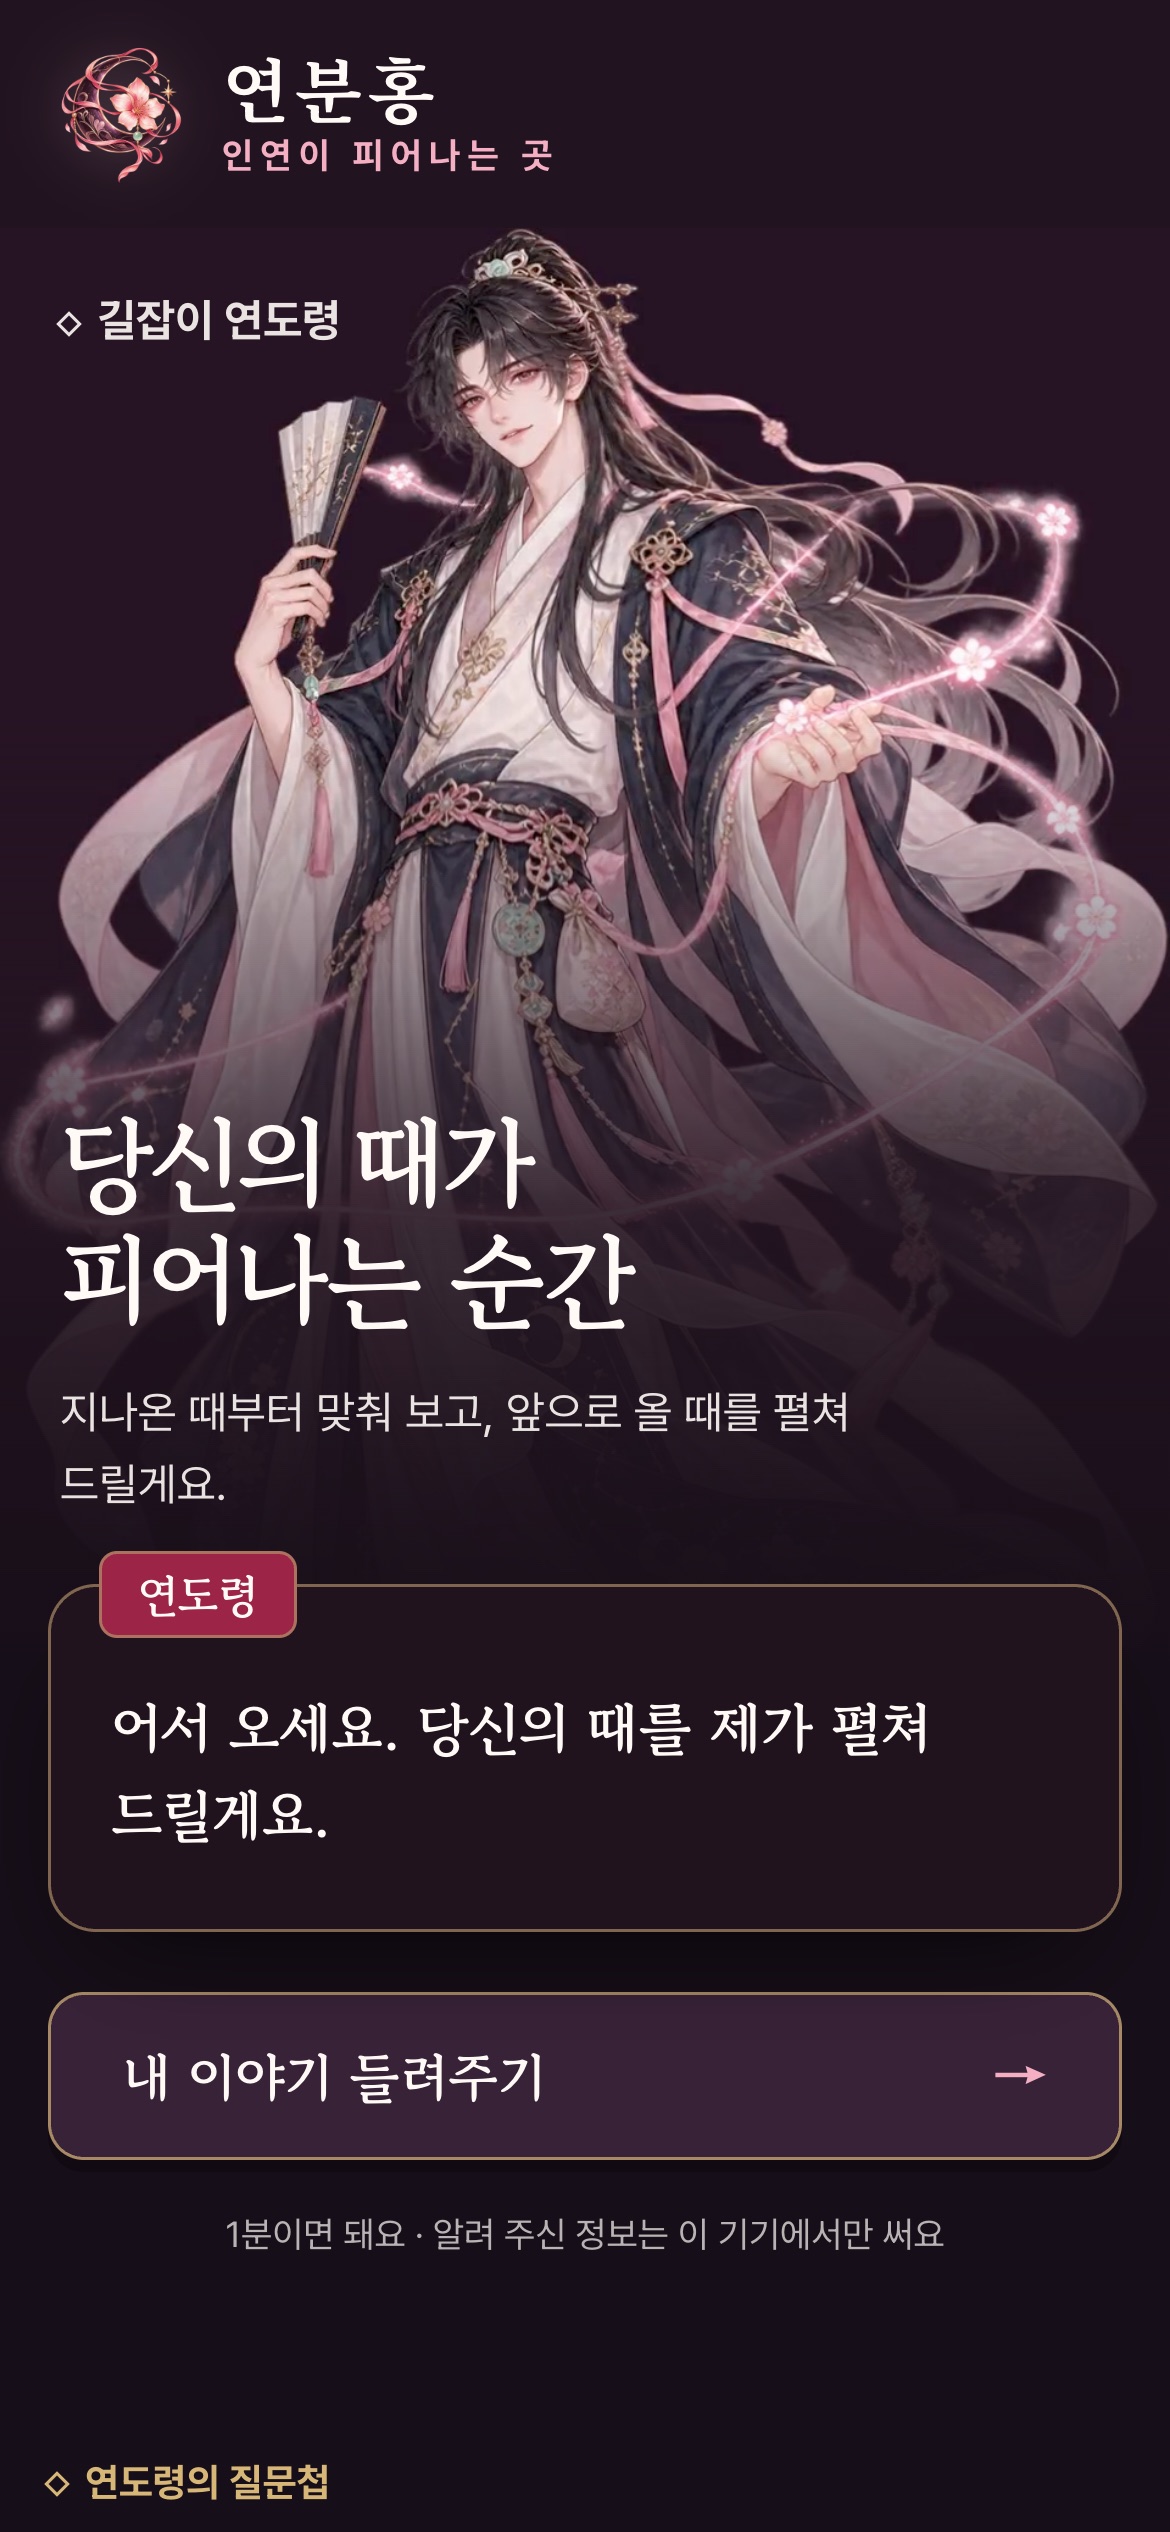 연분홍
인연이 피어나는 곳
길잡이 연도령
당신의 때가
피어나는 순간
지나온 때부터 맞춰 보고, 앞으로 올 때를 펼쳐
드릴게요.
연도령
어서 오세요. 당신의 때를 제가 펼쳐
드릴게요.
내 이야기 들려주기
1분이면 돼요 · 알려 주신 정보는 이 기기에서만 써요
연도령의 질문첩